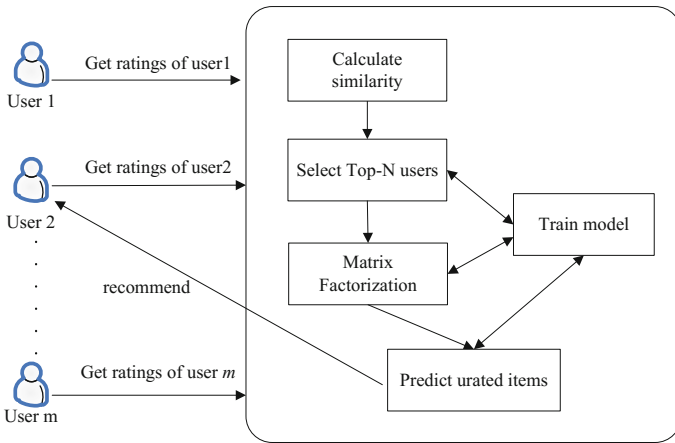 Get ratings of user1
User 1
Calculate
similarity
Get ratings of user2
User 2
Select Top-N users
Train model
Matrix
Factorization
recommend
Get ratings of user m
User m
Predict urated items